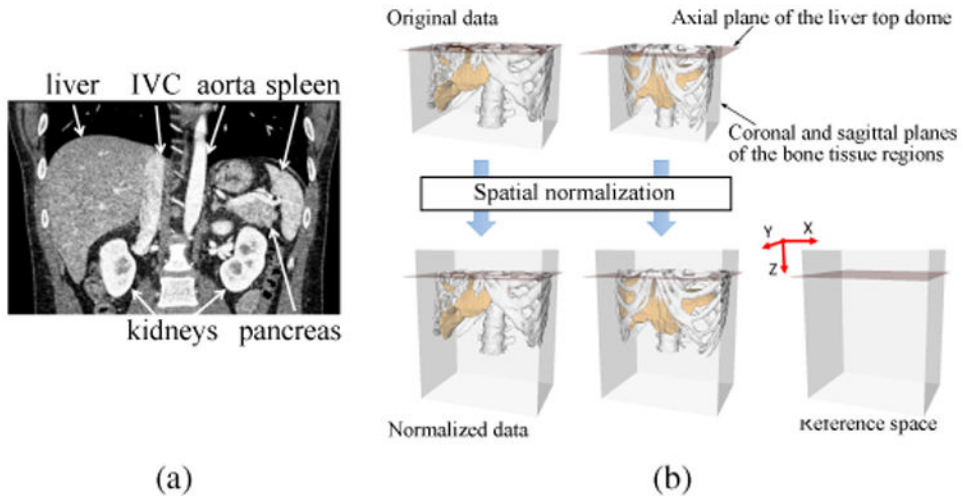 liver IVC aorta spleen
kidneys pancreas
(a)
Original data
Axial plane of the liver top dome
Coronal and sagittal planes
of the bone tissue regions
Spatial normalization
Y X
Z
Normalized data
Reference space
(b)